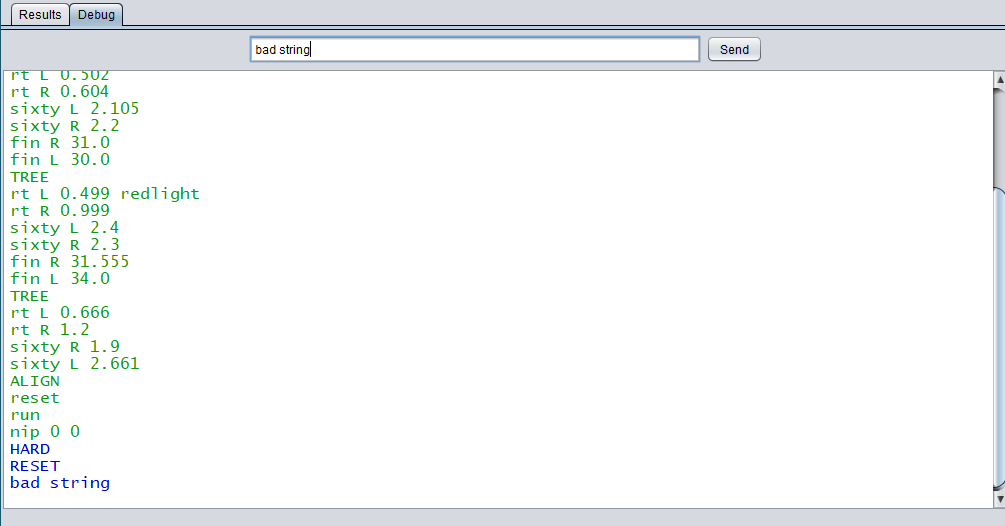 Results Debug
bad string Send
rt L 0.502
rt R 0.604
sixty L 2.105
sixty R 2.2
fin R 31.0
fin L 30.0
TREE
rt L 0.499 redlight
rt R 0.999
sixty L 2.4
sixty R 2.3
fin R 31.555
fin L 34.0
TREE
rt L 0.666
rt R 1.2
sixty R 1.9
sixty L 2.661
ALIGN
reset
run
nip 0 0
HARD
RESET
bad string